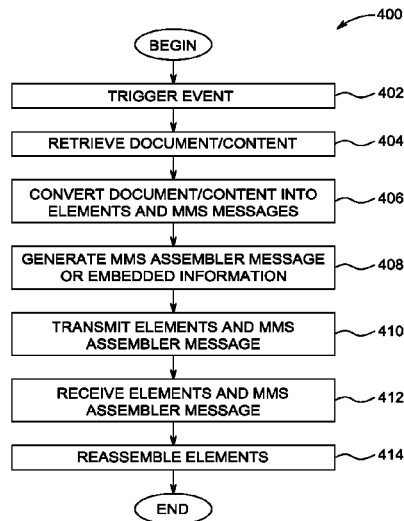 400
BEGIN
TRIGGER EVENT
402
RETRIEVE DOCUMENT/CONTENT
404
CONVERT DOCUMENT/CONTENT INTO
ELEMENTS AND MMS MESSAGES
406
GENERATE MMS ASSEMBLER MESSAGE
OR EMBEDDED INFORMATION
408
TRANSMIT ELEMENTS AND MMS
ASSEMBLER MESSAGE
410
RECEIVE ELEMENTS AND MMS
ASSEMBLER MESSAGE
412
REASSEMBLE ELEMENTS
414
END